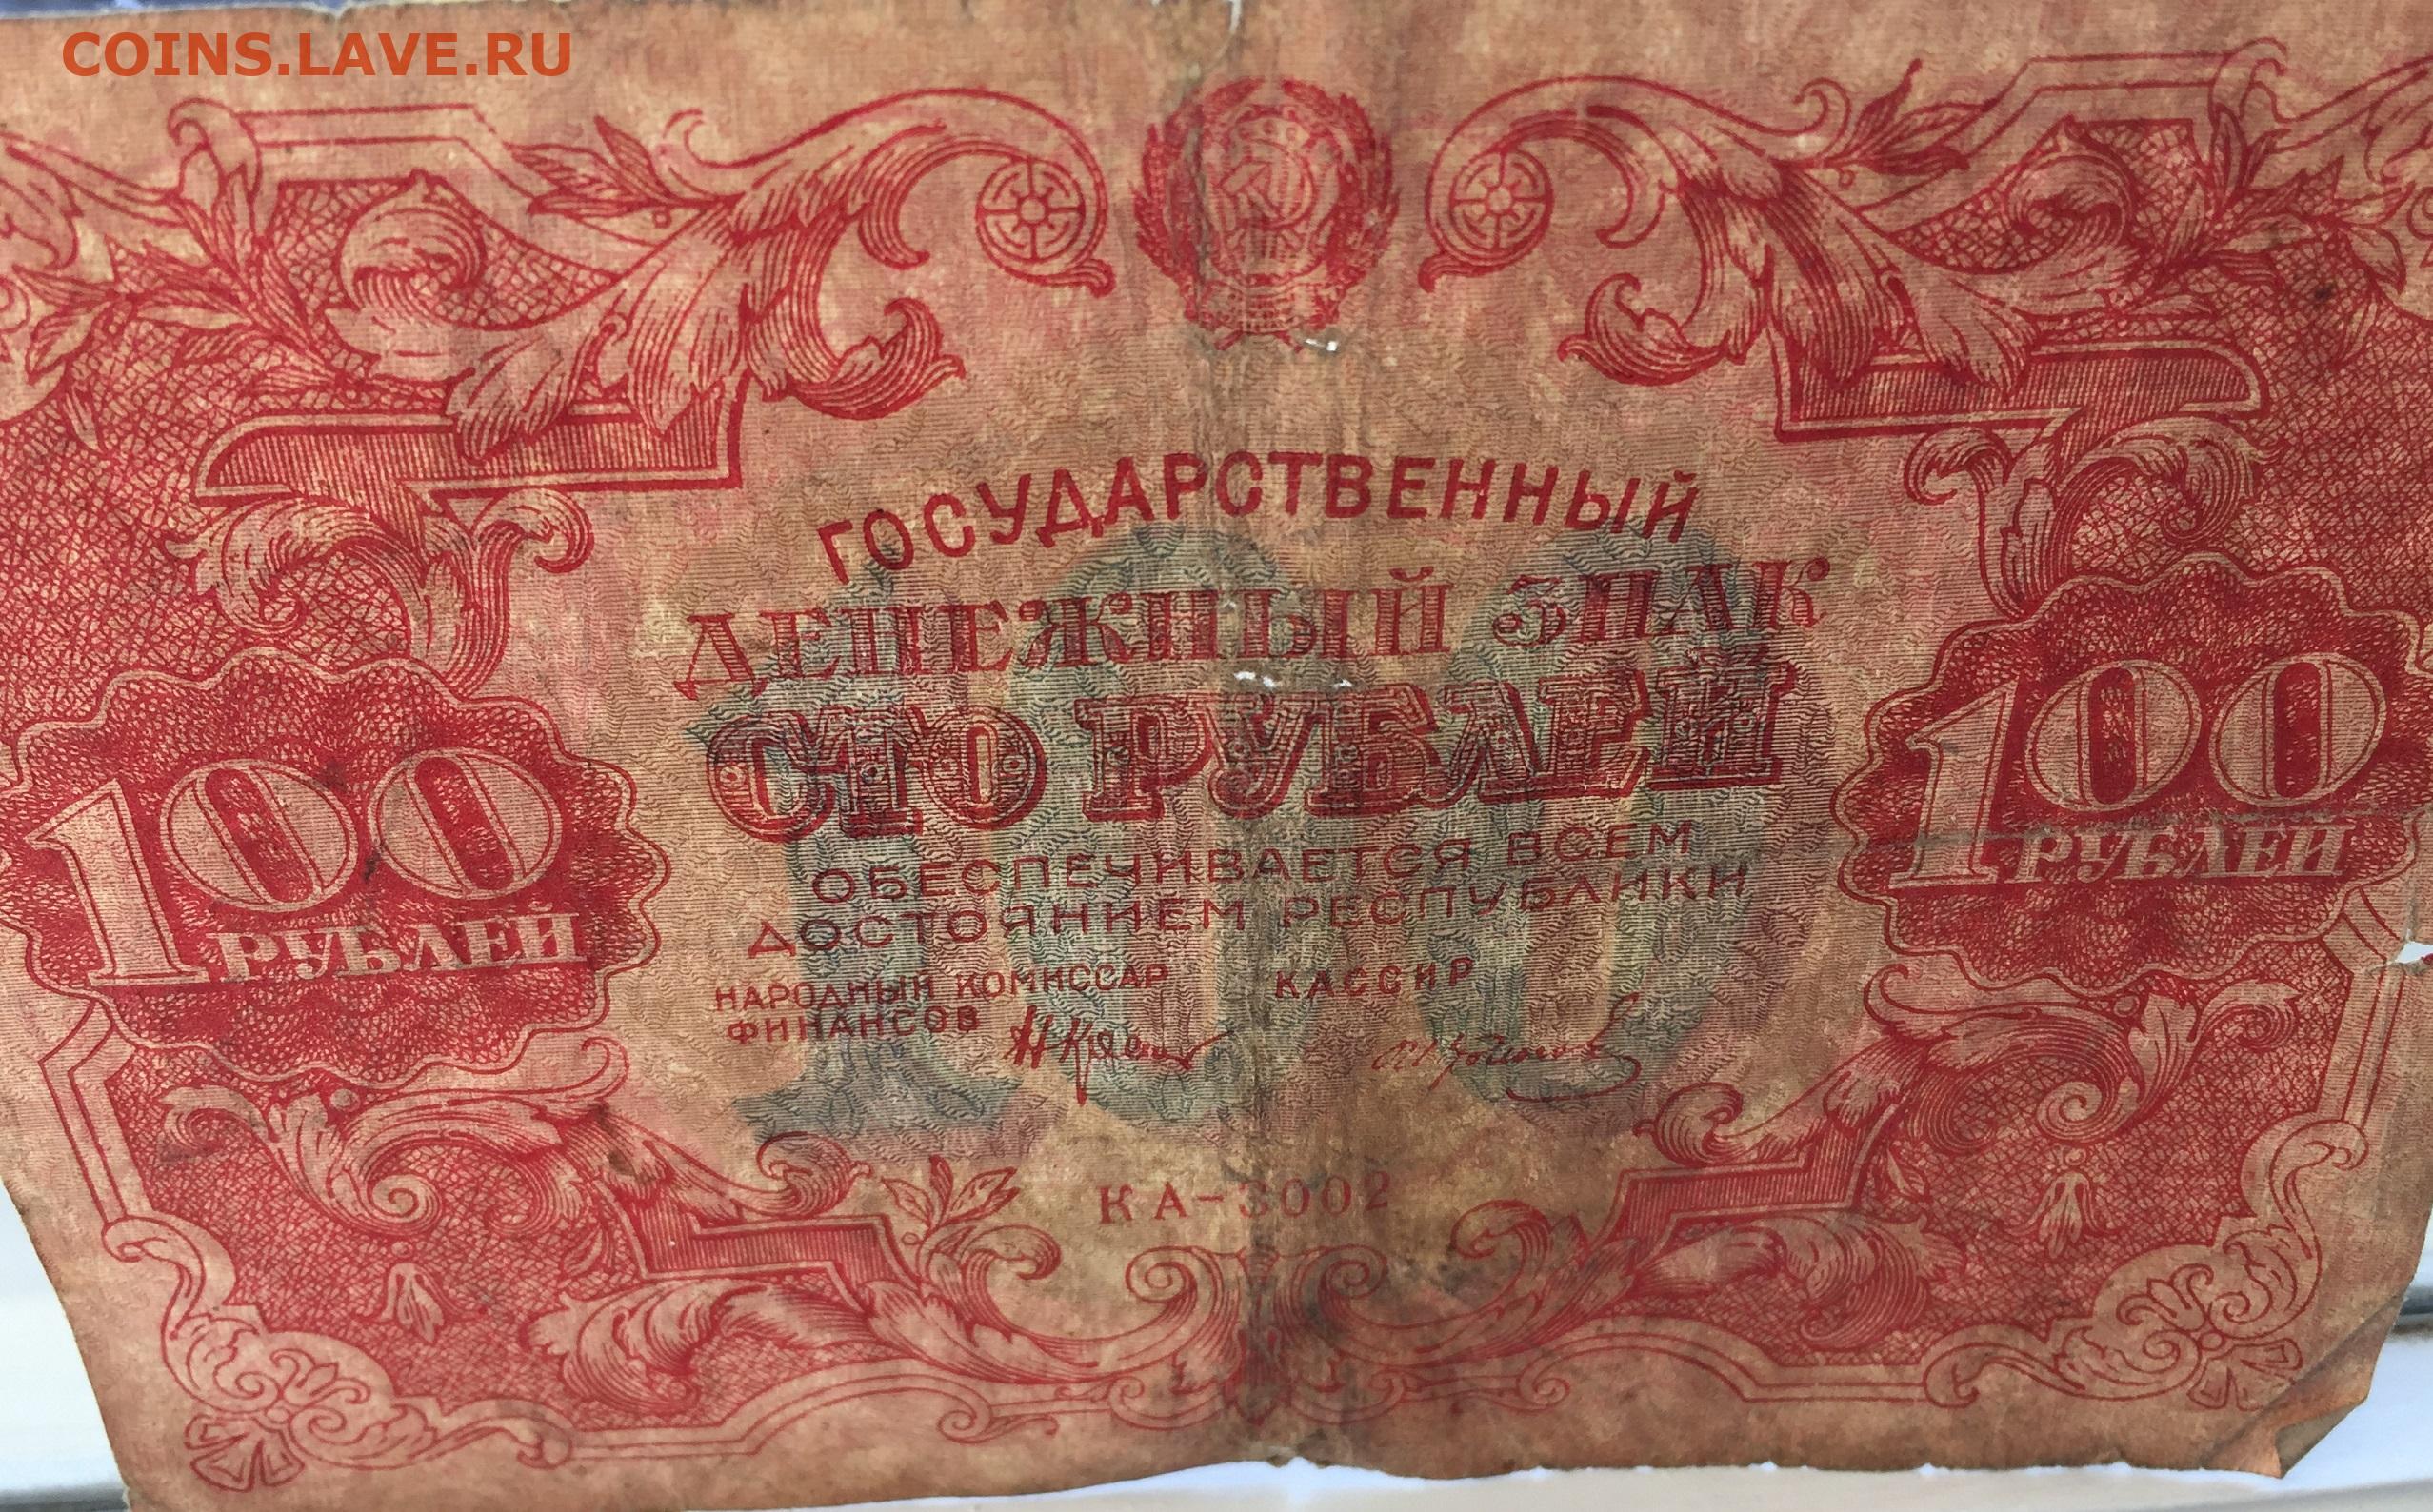 COINS.LAVE.RU
ГОСУДАРСТВЕННЫЙ
ДЕНЕЖНЫЙ ЗНАК
СТО РУБЛЕЙ
100
РУБЛЕЙ
100
РУБЛЕЙ
ОБЕСПЕЧИВАЕТСЯ ВСЕМ
ДОСТОЯНИЕМ РЕСПУБЛИКИ
НАРОДНЫЙ КОМИССАР
ФИНАНСОВ
КАССИР
КА-3002